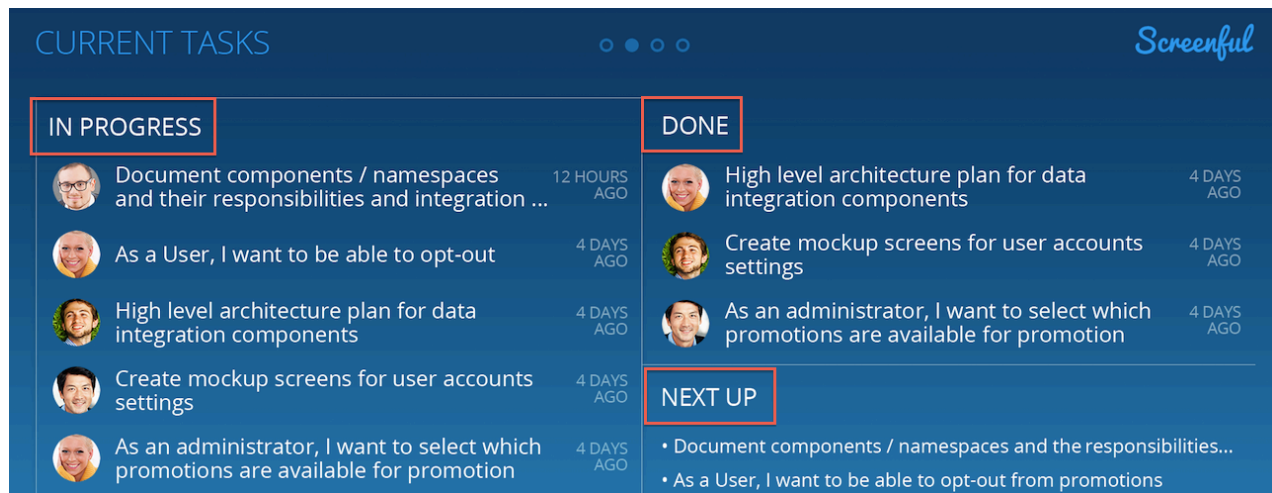 CURRENT TASKS
Screenful
IN PROGRESS
Document components / namespaces
and their responsibilities and integration ...
12 HOURS
AGO
As a User, I want to be able to opt-out
4 DAYS
AGO
High level architecture plan for data
integration components
4 DAYS
AGO
Create mockup screens for user accounts
settings
4 DAYS
AGO
As an administrator, I want to select which
promotions are available for promotion
4 DAYS
AGO
DONE
High level architecture plan for data
integration components
4 DAYS
AGO
Create mockup screens for user accounts
settings
4 DAYS
AGO
As an administrator, I want to select which
promotions are available for promotion
4 DAYS
AGO
NEXT UP
• Document components / namespaces and the responsibilities...
• As a User, I want to be able to opt-out from promotions